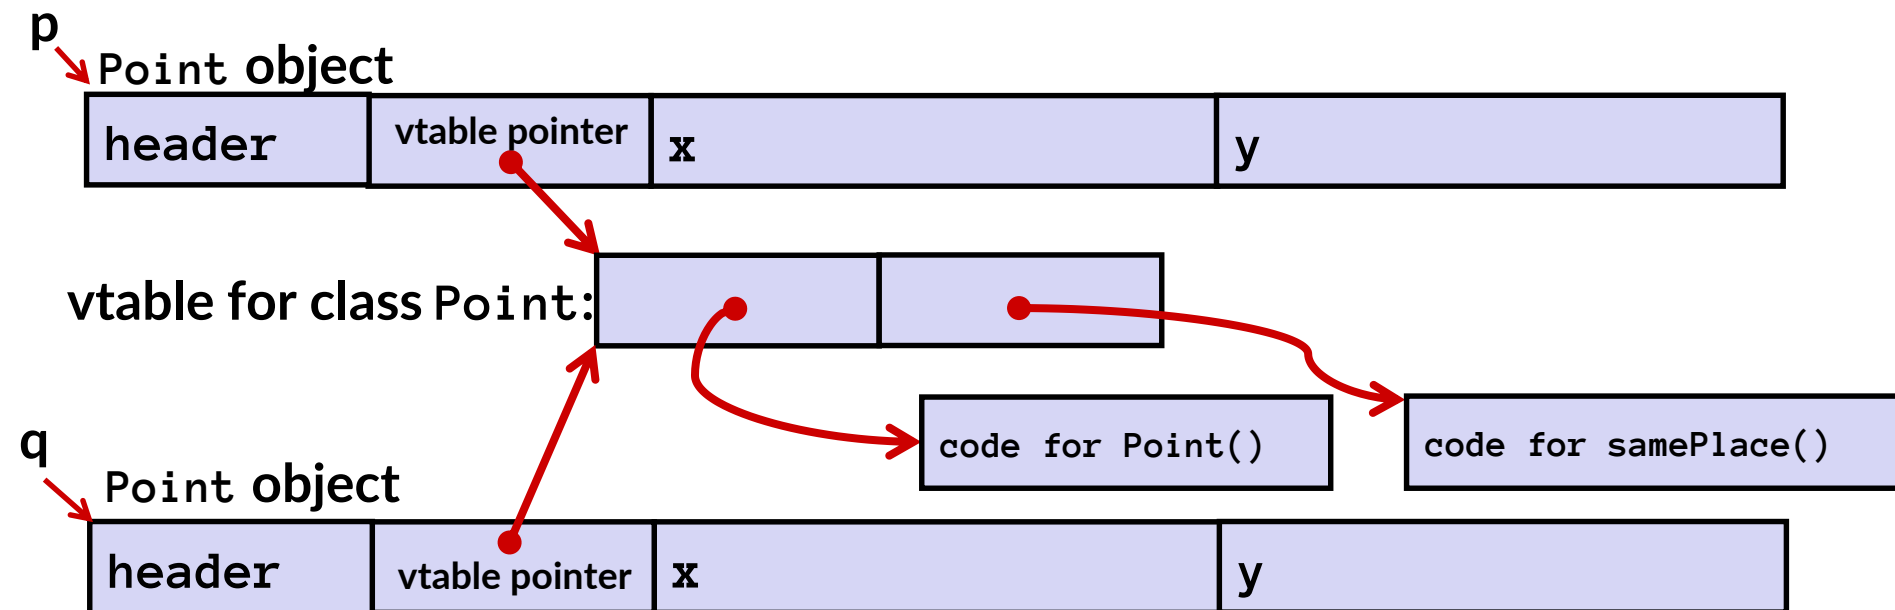 p
Point object
header vtable pointer x y
vtable for class Point:
code for Point() code for samePlace()
q
Point object
header vtable pointer x y